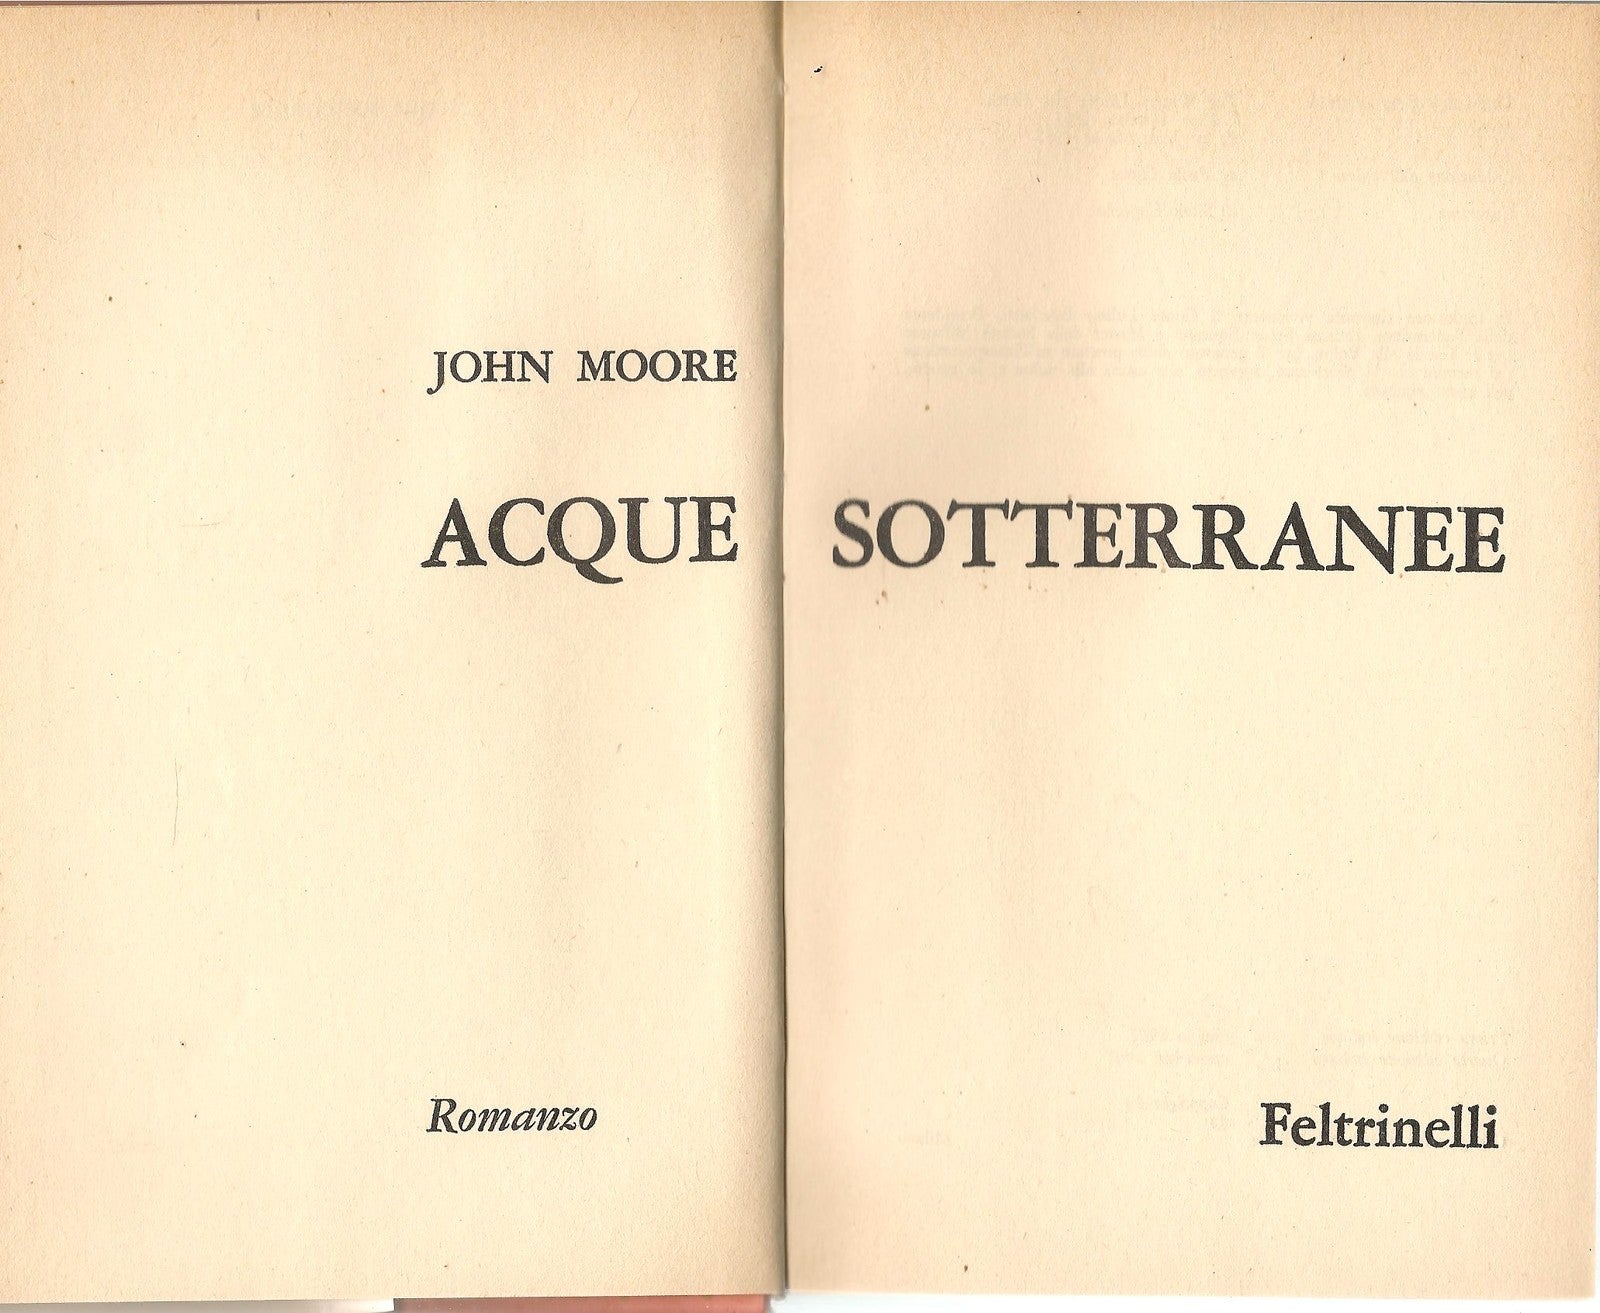 JOHN MOORE
ACQUE SOTTERRANEE
Romanzo
Feltrinelli